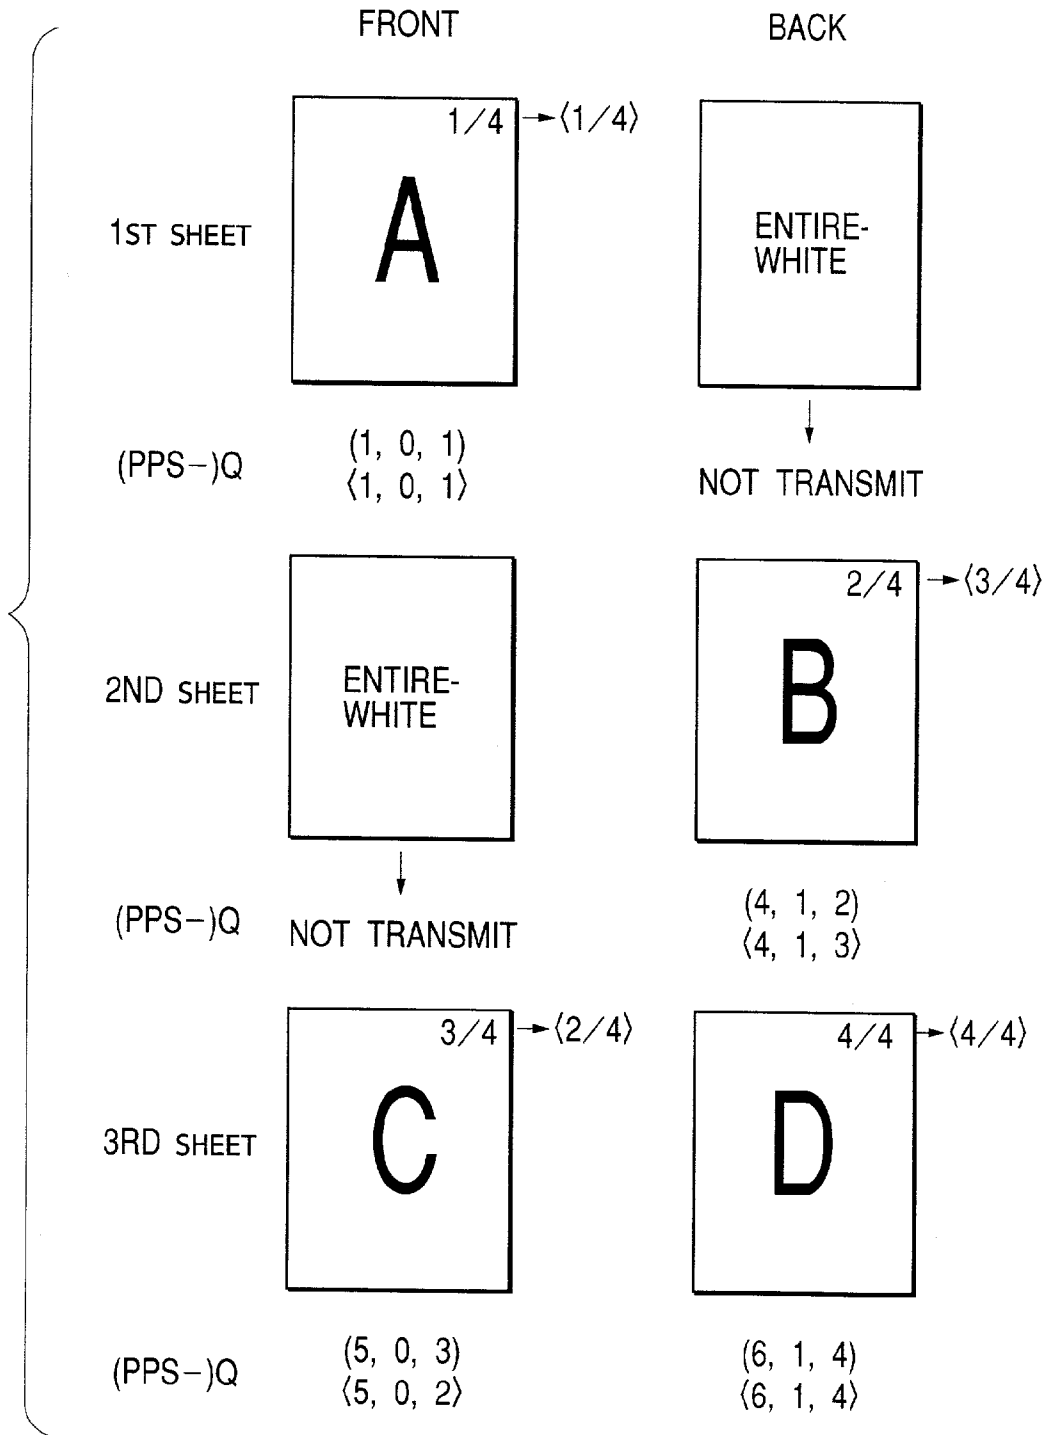 FRONT
BACK
1/4 → ⟨1/4⟩
A
1ST SHEET
ENTIRE-
WHITE
(PPS-)Q
(1, 0, 1)
⟨1, 0, 1⟩
NOT TRANSMIT
2/4 → ⟨3/4⟩
2ND SHEET
ENTIRE-
WHITE
B
(PPS-)Q
NOT TRANSMIT
(4, 1, 2)
⟨4, 1, 3⟩
3/4 → ⟨2/4⟩
4/4 → ⟨4/4⟩
3RD SHEET
C
D
(PPS-)Q
(5, 0, 3)
⟨5, 0, 2⟩
(6, 1, 4)
⟨6, 1, 4⟩